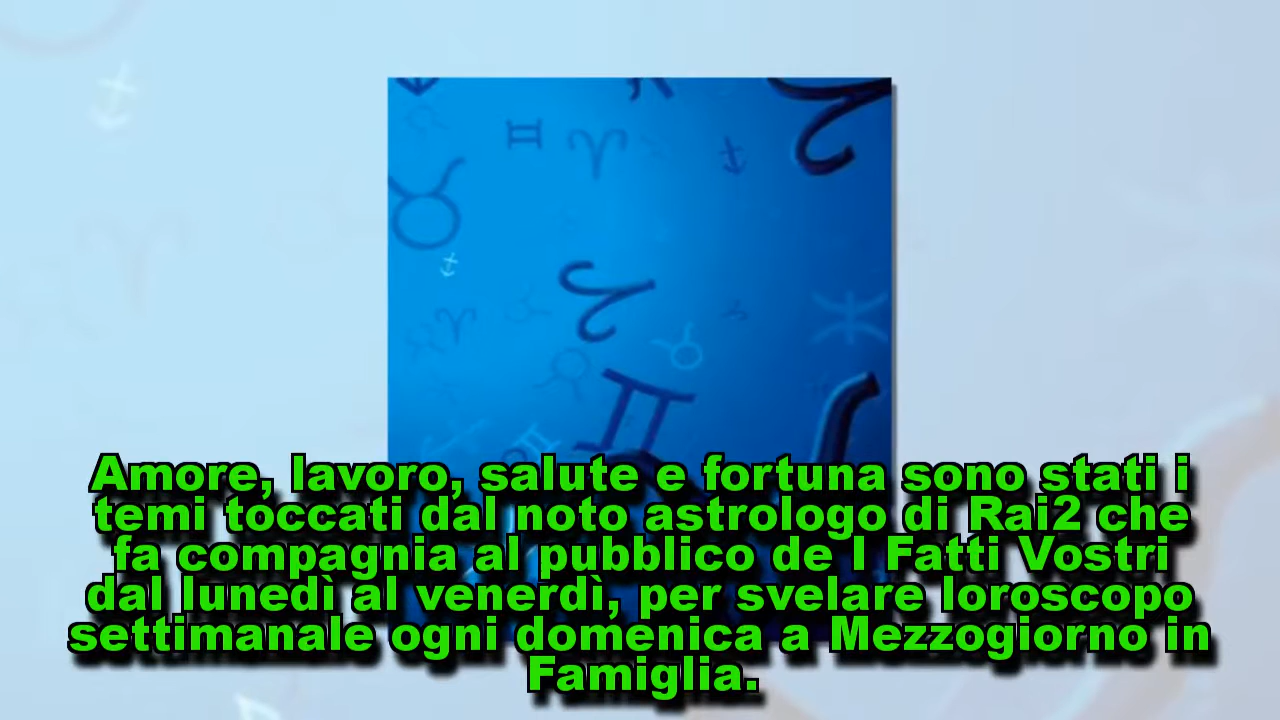 Amore, lavoro, salute e fortuna sono stati i
temi toccati dal noto astrologo di Rai2 che
fa compagnia al pubblico de I Fatti Vostri
dal lunedì al venerdì, per svelare loroscopo
settimanale ogni domenica a Mezzogiorno in
Famiglia.